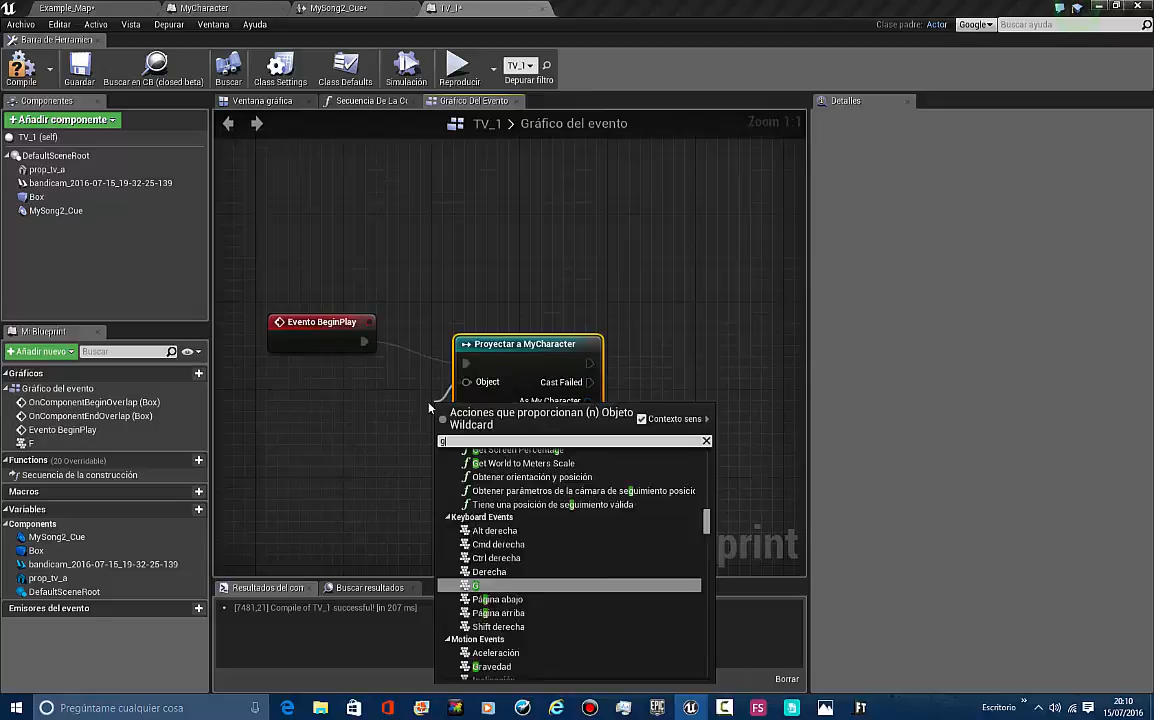 Example_Map*
MyCharacter
MySong2_Cue*
TV_1*
Archivo Editar Activo Vista Depurar Ventana Ayuda
Clase padre: Actor
Google
Buscar ayuda
Barra de Herramien
Compile
Guardar
Buscar en CB (closed beta)
Buscar
Class Settings
Class Defaults
Simulación
Reproducir
TV_1
Depurar filtro
Componentes
Ventana gráfica
Secuencia De La Co
Gráfico Del Evento
Detalles
+Añadir componente
TV_1 > Gráfico del evento
Zoom 1:1
TV_1 (self)
DefaultSceneRoot
prop_tv_a
bandicam_2016-07-15_19-32-25-139
Box
MySong2_Cue
Evento BeginPlay
Proyectar a MyCharacter
Object
Cast Failed
As My Character
Acciones que proporcionan (n) Objeto
Wildcard
Contexto sens
g
Get Screen Percentage
Get World to Meters Scale
Obtener orientación y posición
Obtener parámetros de la cámara de seguimiento posicio
Tiene una posición de seguimiento válida
Keyboard Events
Alt derecha
Cmd derecha
Ctrl derecha
Derecha
G
Página abajo
Página arriba
Shift derecha
Motion Events
Aceleración
Gravedad
Mi Blueprint
+Añadir nuevo
Buscar
Gráficos
Gráfico del evento
OnComponentBeginOverlap (Box)
OnComponentEndOverlap (Box)
Evento BeginPlay
F
Functions (20 Overridable)
Secuencia de la construcción
Macros
Variables
Components
MySong2_Cue
Box
bandicam_2016-07-15_19-32-25-139
prop_tv_a
DefaultSceneRoot
Emisores del evento
Resultados del com
Buscar resultados
[7481,21] Compile of TV_1 successful! [in 207 ms]
Borrar
Pregúntame cualquier cosa
Escritorio
20:10
15/07/2016